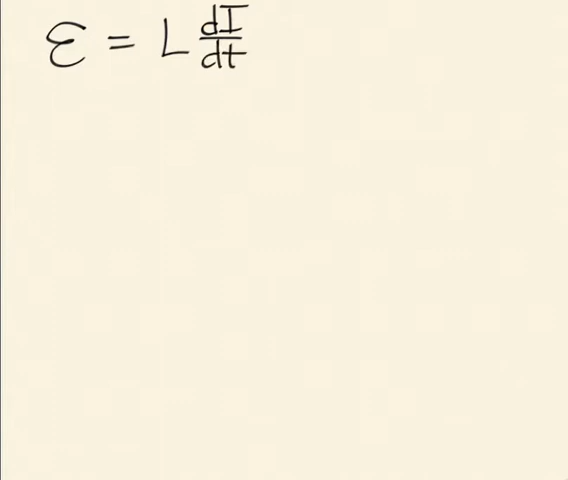 ℰ = L dI/dt